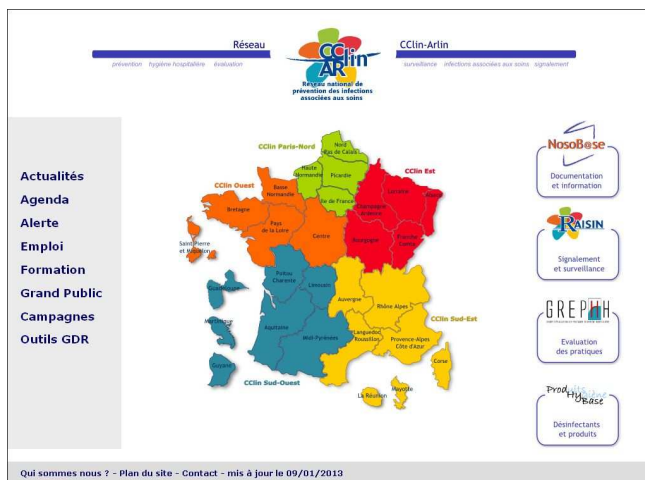 Réseau
CClin-Arlin
prévention hygiène hospitalière évaluation
surveillance infections associées aux soins signalement
CClin
AR
Réseau national de
prévention des infections
associées aux soins
Actualités
Agenda
Alerte
Emploi
Formation
Grand Public
Campagnes
Outils GDR
CClin Paris-Nord
Nord
Pas de Calais
Haute
Normandie
Picardie
Ile de France
CClin Est
Lorraine
Alsace
Champagne
Ardenne
Bourgogne
Franche
Comté
CClin Ouest
Basse
Normandie
Bretagne
Pays
de la Loire
Centre
Saint Pierre
et Miquelon
Poitou
Charente
Limousin
Guadeloupe
Martinique
Guyane
Aquitaine
Midi-Pyrénées
CClin Sud-Ouest
Auvergne
Rhône Alpes
CClin Sud-Est
Languedoc
Roussillon
Provence-Alpes
Côte d'Azur
Corse
La Réunion
Mayotte
NosoB@se
Documentation
et information
RAISIN
Signalement
et surveillance
GREPHH
Evaluation
des pratiques
Produits
Hygiène
Base
Désinfectants
et produits
Qui sommes nous ? - Plan du site - Contact - mis à jour le 09/01/2013